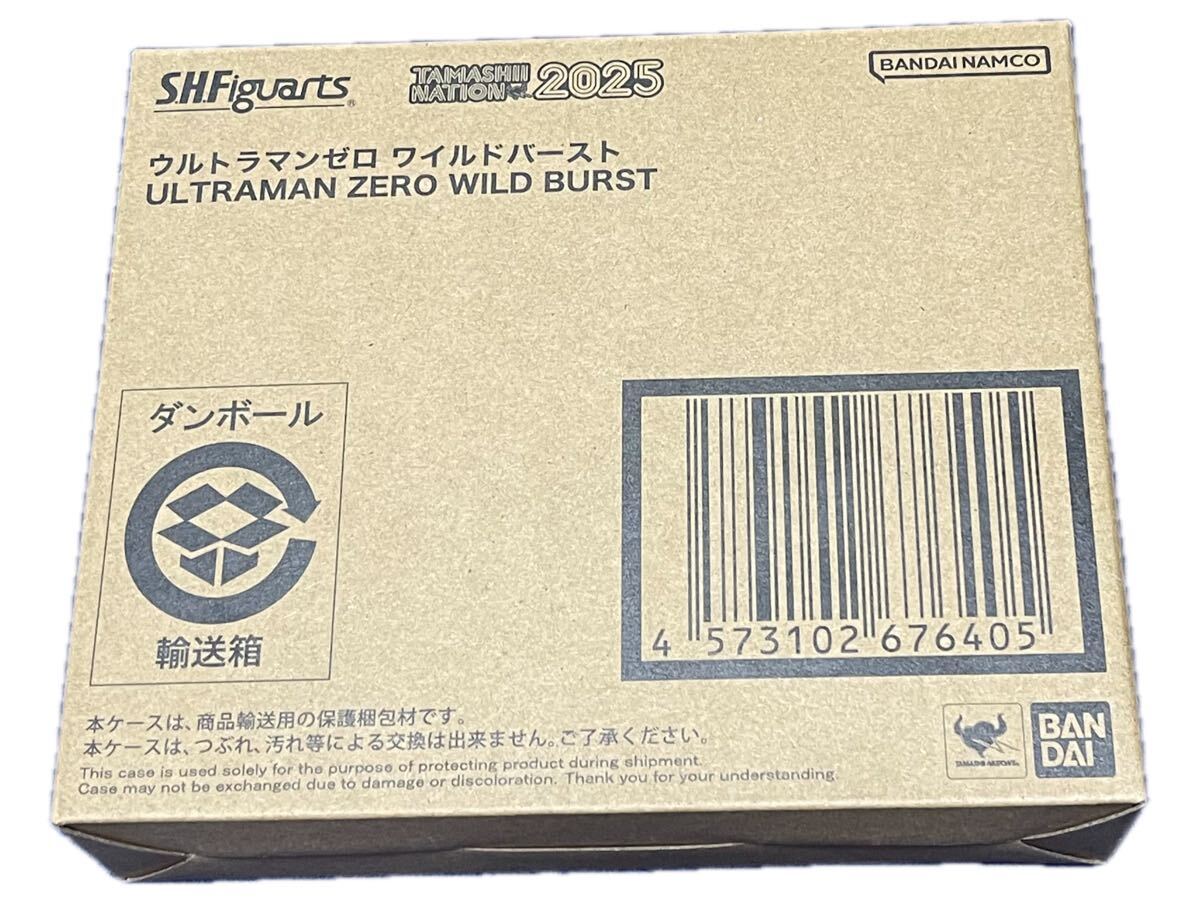 S.H.Figuarts®
TAMASHII NATION 2025
BANDAI NAMCO
ウルトラマンゼロ ワイルドバースト
ULTRAMAN ZERO WILD BURST
ダンボール
輸送箱
4 573102 676405
本ケースは、商品輸送用の保護梱包材です。
本ケースは、つぶれ、汚れ等による交換は出来ません。ご了承ください。
This case is used solely for the purpose of protecting product during shipment.
Case may not be exchanged due to damage or discoloration. Thank you for your understanding.
TAMASHII NATIONS
BAN
DAI